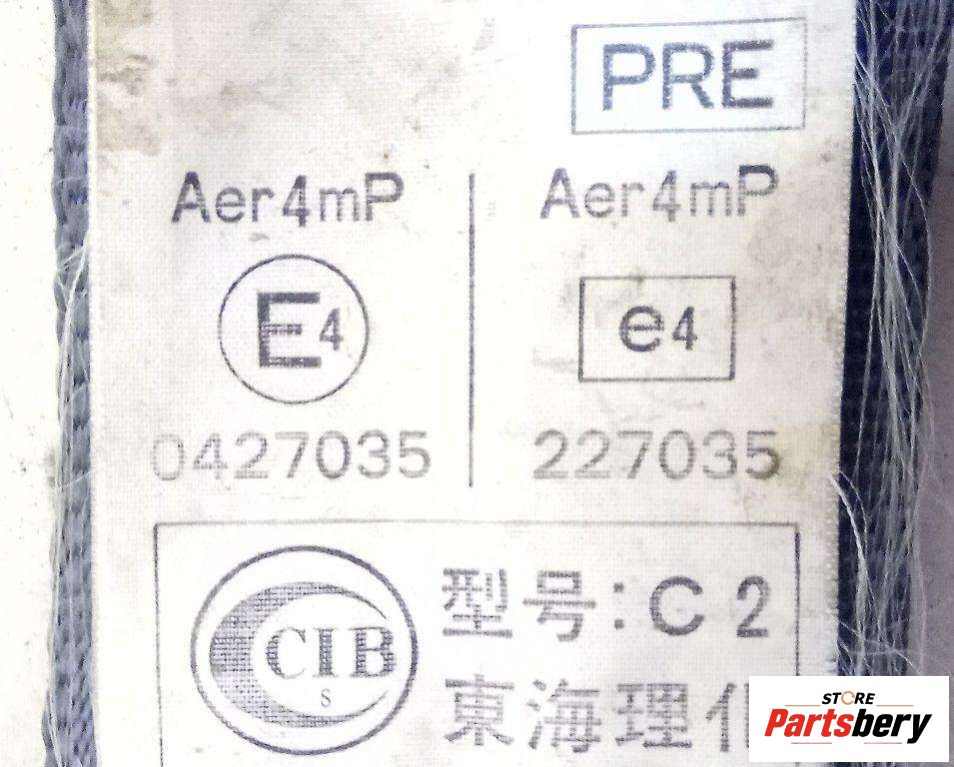 PRE
Aer4mP Aer4mP
E4 e4
0427035 227035
CIB 型号:C2
S
東海理
STORE
Partsbery